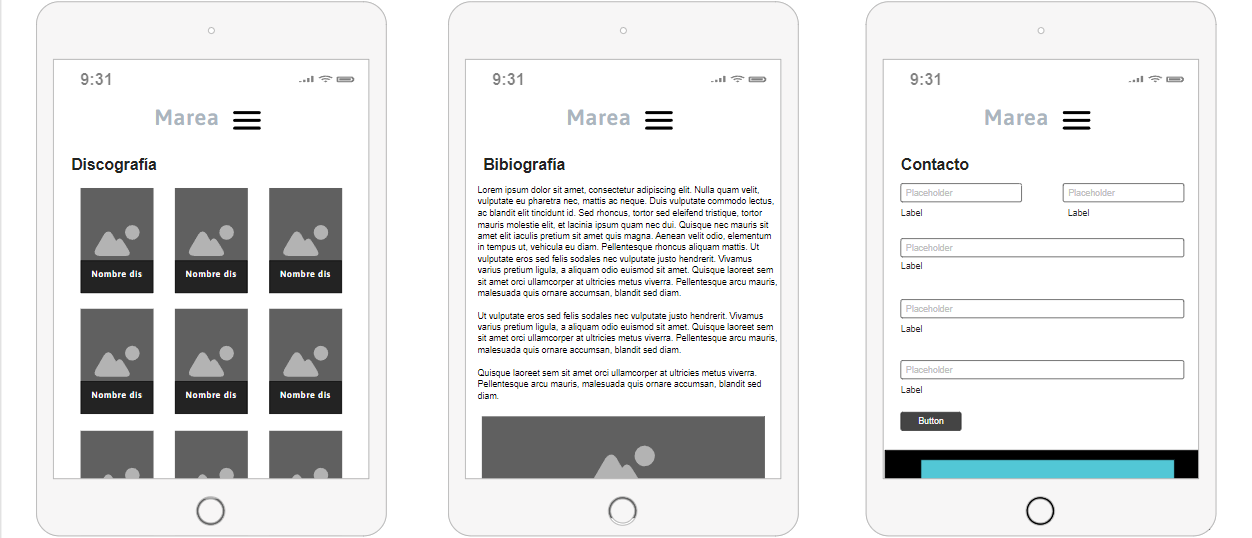 9:31
Marea
Discografía
Nombre dis
Nombre dis
Nombre dis
Nombre dis
Nombre dis
Nombre dis
9:31
Marea
Bibiografía
Lorem ipsum dolor sit amet, consectetur adipiscing elit. Nulla quam velit,
vulputate eu pharetra nec, mattis ac neque. Duis vulputate commodo lectus,
ac blandit elit tincidunt id. Sed rhoncus, tortor sed eleifend tristique, tortor
mauris molestie elit, et lacinia ipsum quam nec dui. Quisque nec mauris sit
amet elit iaculis pretium sit amet quis magna. Aenean velit odio, elementum
in tempus ut, vehicula eu diam. Pellentesque rhoncus aliquam mattis. Ut
vulputate eros sed felis sodales nec vulputate justo hendrerit. Vivamus
varius pretium ligula, a aliquam odio euismod sit amet. Quisque laoreet sem
sit amet orci ullamcorper at ultricies metus viverra. Pellentesque arcu mauris,
malesuada quis ornare accumsan, blandit sed diam.
Ut vulputate eros sed felis sodales nec vulputate justo hendrerit. Vivamus
varius pretium ligula, a aliquam odio euismod sit amet. Quisque laoreet sem
sit amet orci ullamcorper at ultricies metus viverra. Pellentesque arcu mauris,
malesuada quis ornare accumsan, blandit sed diam.
Quisque laoreet sem sit amet orci ullamcorper at ultricies metus viverra.
Pellentesque arcu mauris, malesuada quis ornare accumsan, blandit sed
diam.
9:31
Marea
Contacto
Placeholder
Placeholder
Label
Label
Placeholder
Label
Placeholder
Label
Placeholder
Label
Button